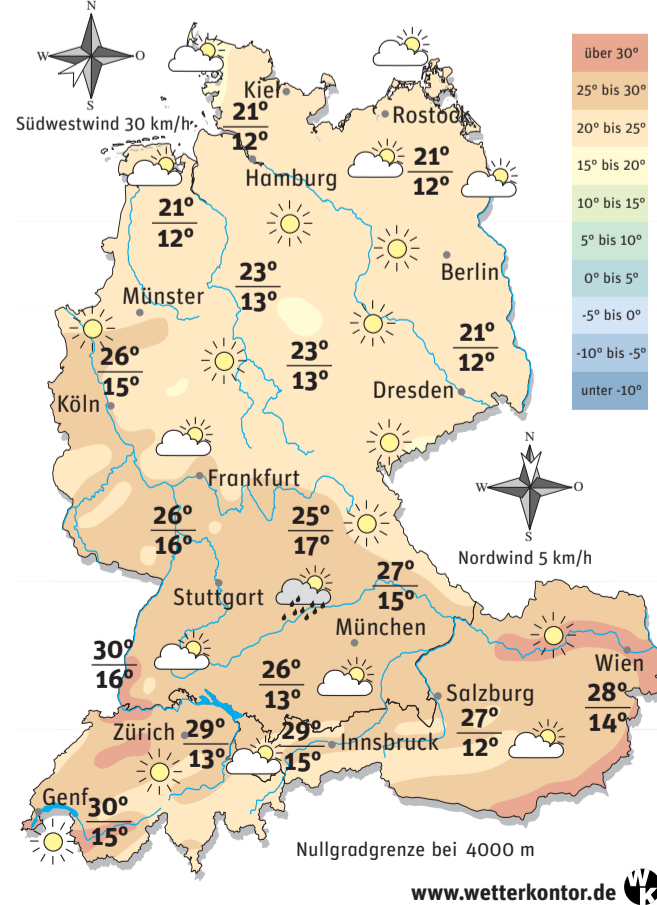 N
W O
S
Südwestwind 30 km/h
Kiel
21°
12°
Rostock
Hamburg
21°
12°
21°
12°
Berlin
Münster
23°
13°
26°
15°
23°
13°
21°
12°
Köln
Dresden
Frankfurt
26°
16°
25°
17°
Stuttgart
27°
15°
München
30°
16°
26°
13°
Salzburg
Wien
28°
14°
27°
12°
Zürich
29°
13°
29°
15°
Innsbruck
Genf
30°
15°
über 30°
25° bis 30°
20° bis 25°
15° bis 20°
10° bis 15°
5° bis 10°
0° bis 5°
-5° bis 0°
-10° bis -5°
unter -10°
N
W O
S
Nordwind 5 km/h
Nullgradgrenze bei 4000 m
www.wetterkontor.de
WK